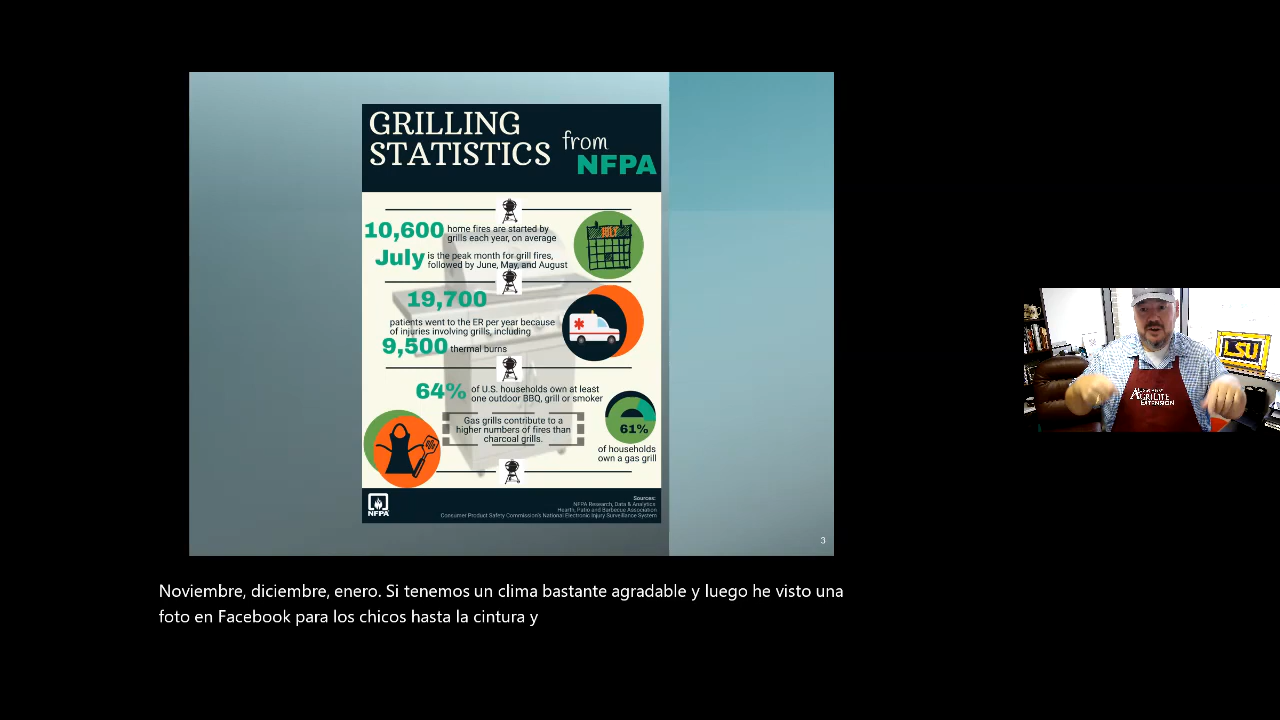 GRILLING
STATISTICS
from
NFPA
10,600 home fires are started by
grills each year, on average
July is the peak month for grill fires,
followed by June, May, and August
JULY
19,700
patients went to the ER per year because
of injuries involving grills, including
9,500 thermal burns
64% of U.S. households own at least
one outdoor BBQ, grill or smoker
Gas grills contribute to a
higher numbers of fires than
charcoal grills.
61%
of households
own a gas grill
NFPA
Sources:
NFPA Research, Data & Analytics
Hearth, Patio and Barbecue Association
Consumer Product Safety Commission's National Electronic Injury Surveillance System
3
LSU
AGRILIFE
EXTENSION
Noviembre, diciembre, enero. Si tenemos un clima bastante agradable y luego he visto una
foto en Facebook para los chicos hasta la cintura y